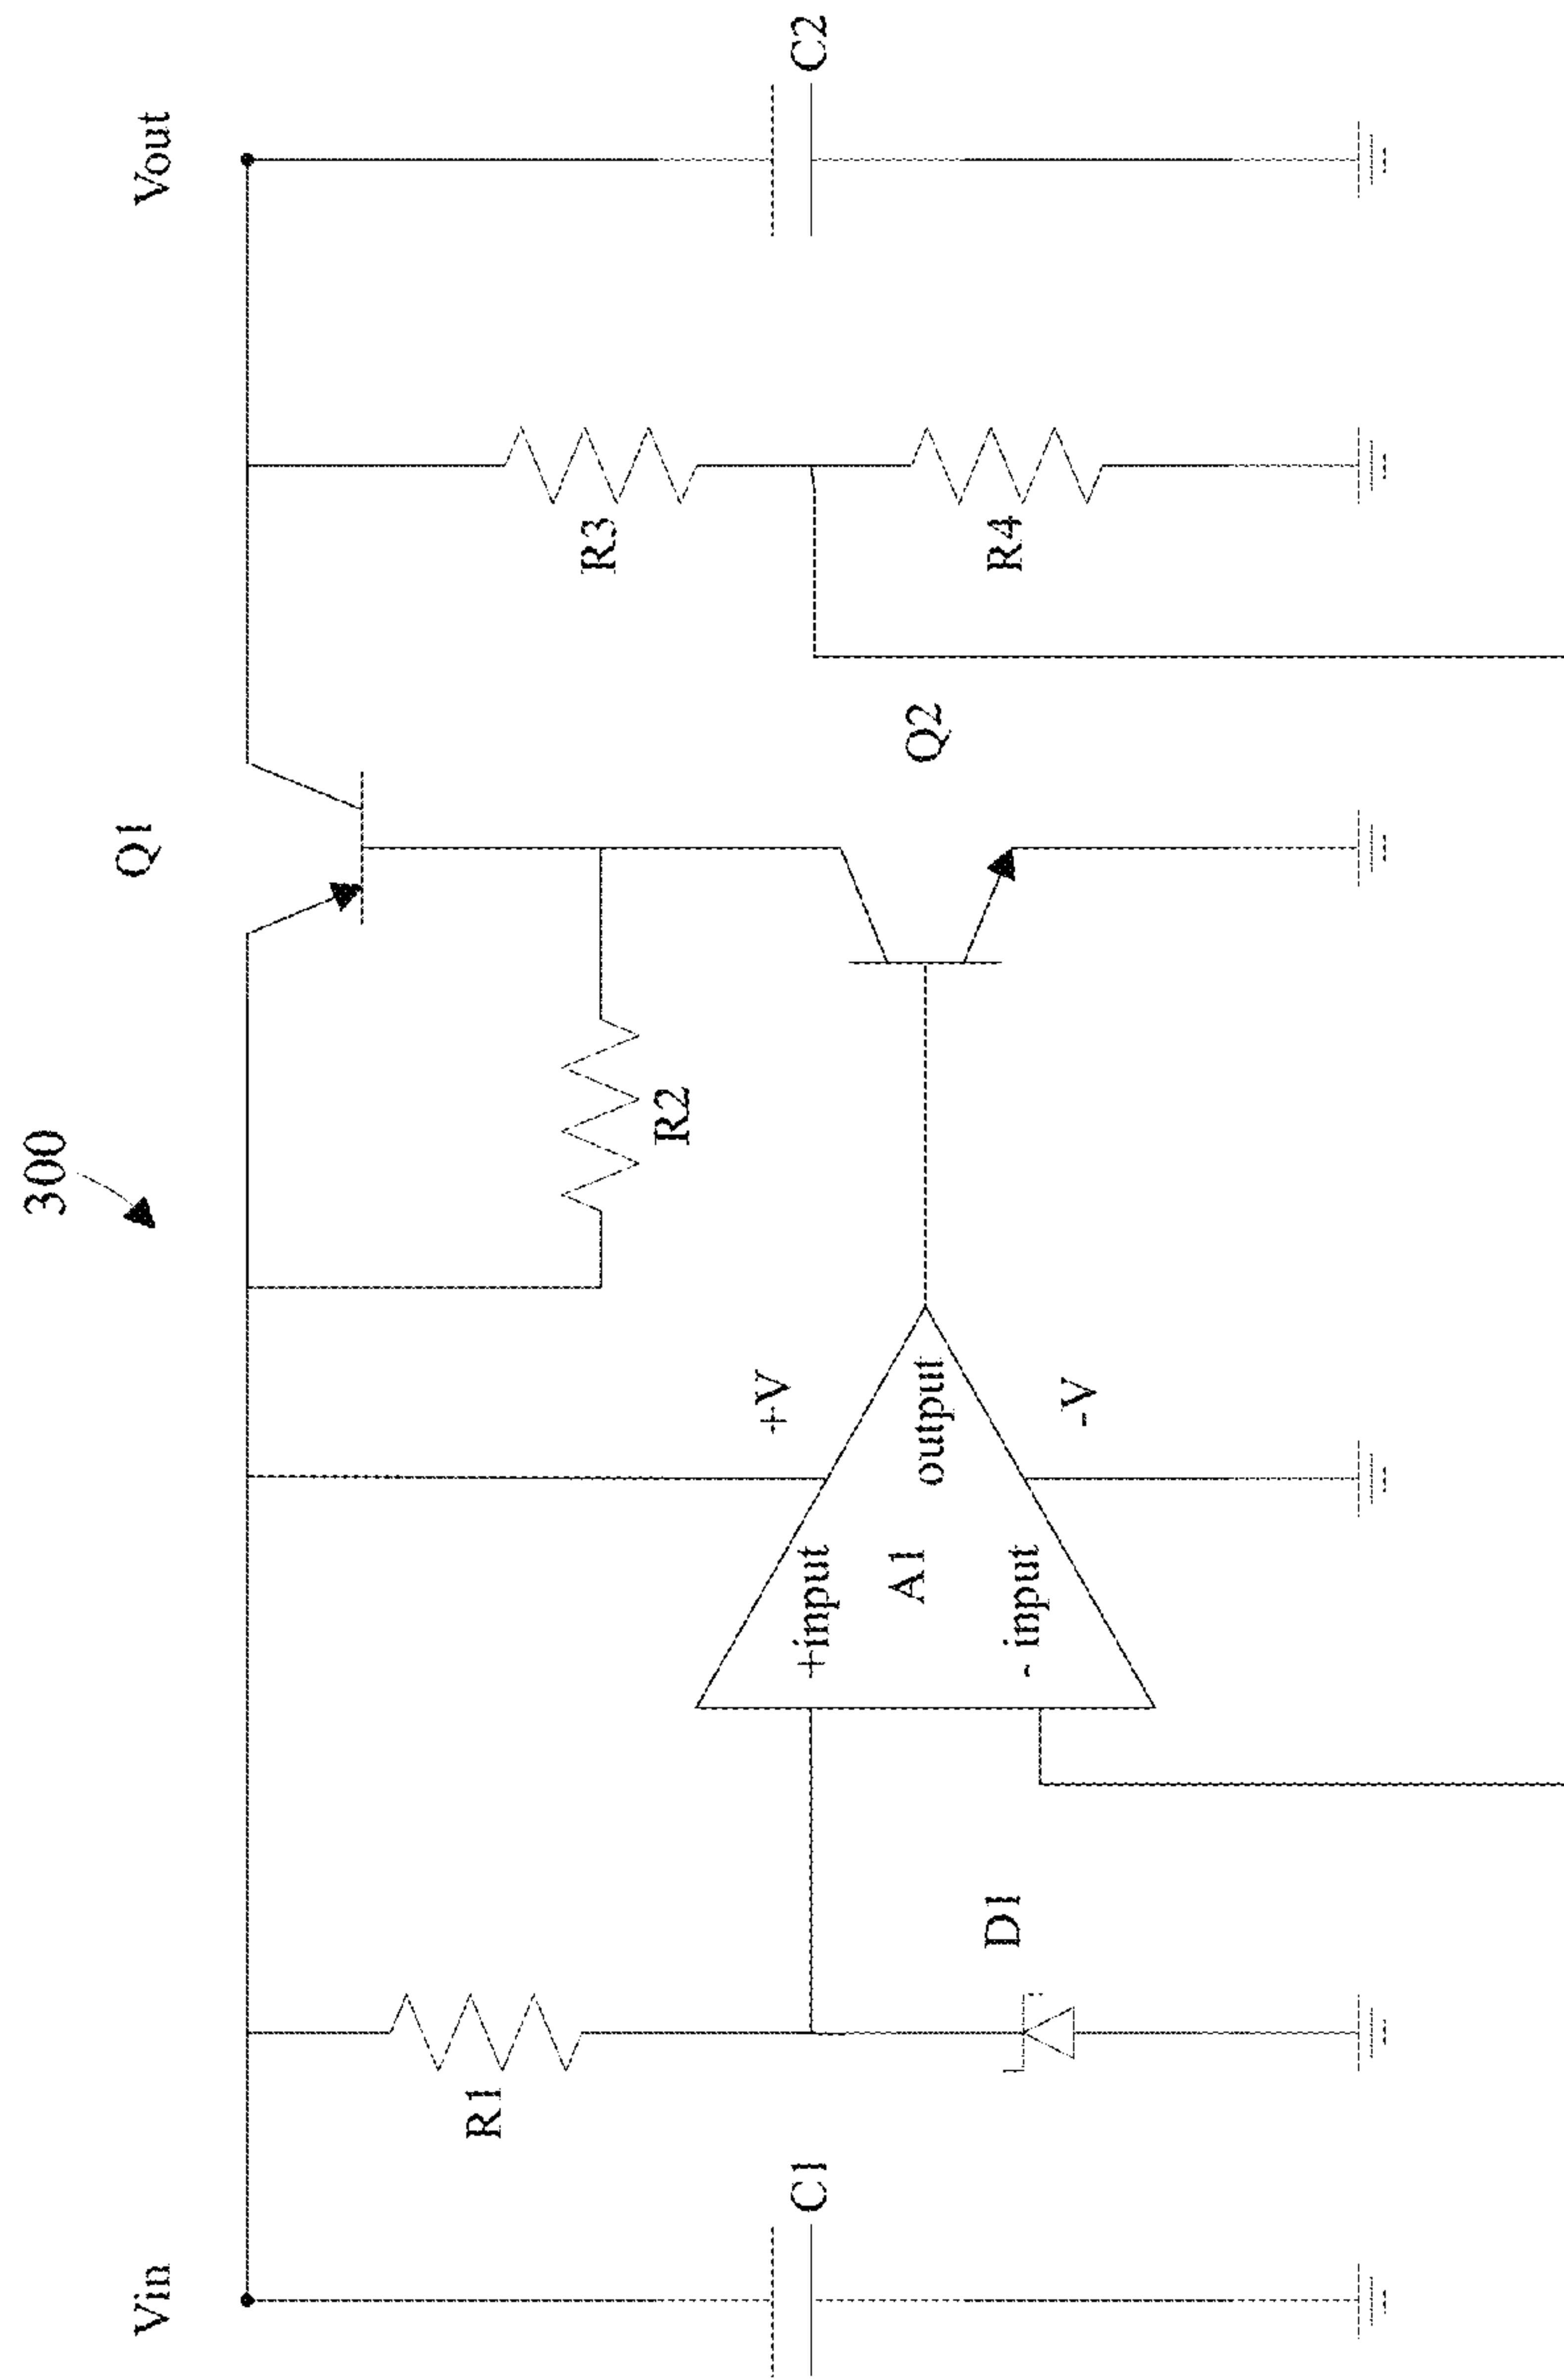 300
Vin
Q1
Vout
R1
R2
R3
C1
+V
C2
+input
A1
output
Q2
D1
- input
-V
R4